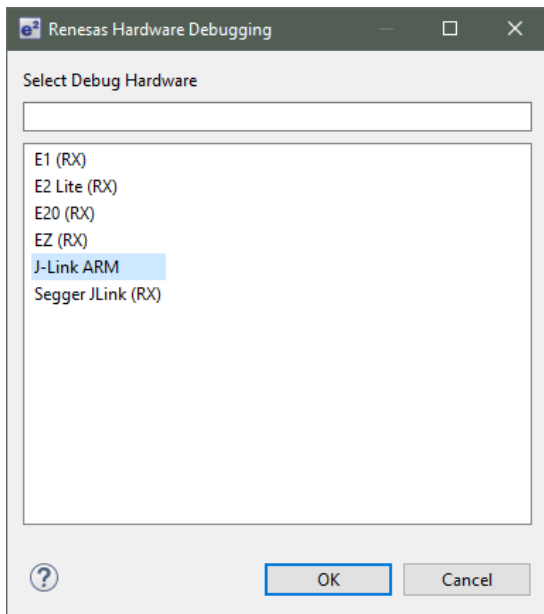 e² Renesas Hardware Debugging
Select Debug Hardware
E1 (RX)
E2 Lite (RX)
E20 (RX)
EZ (RX)
J-Link ARM
Segger JLink (RX)
?
OK
Cancel